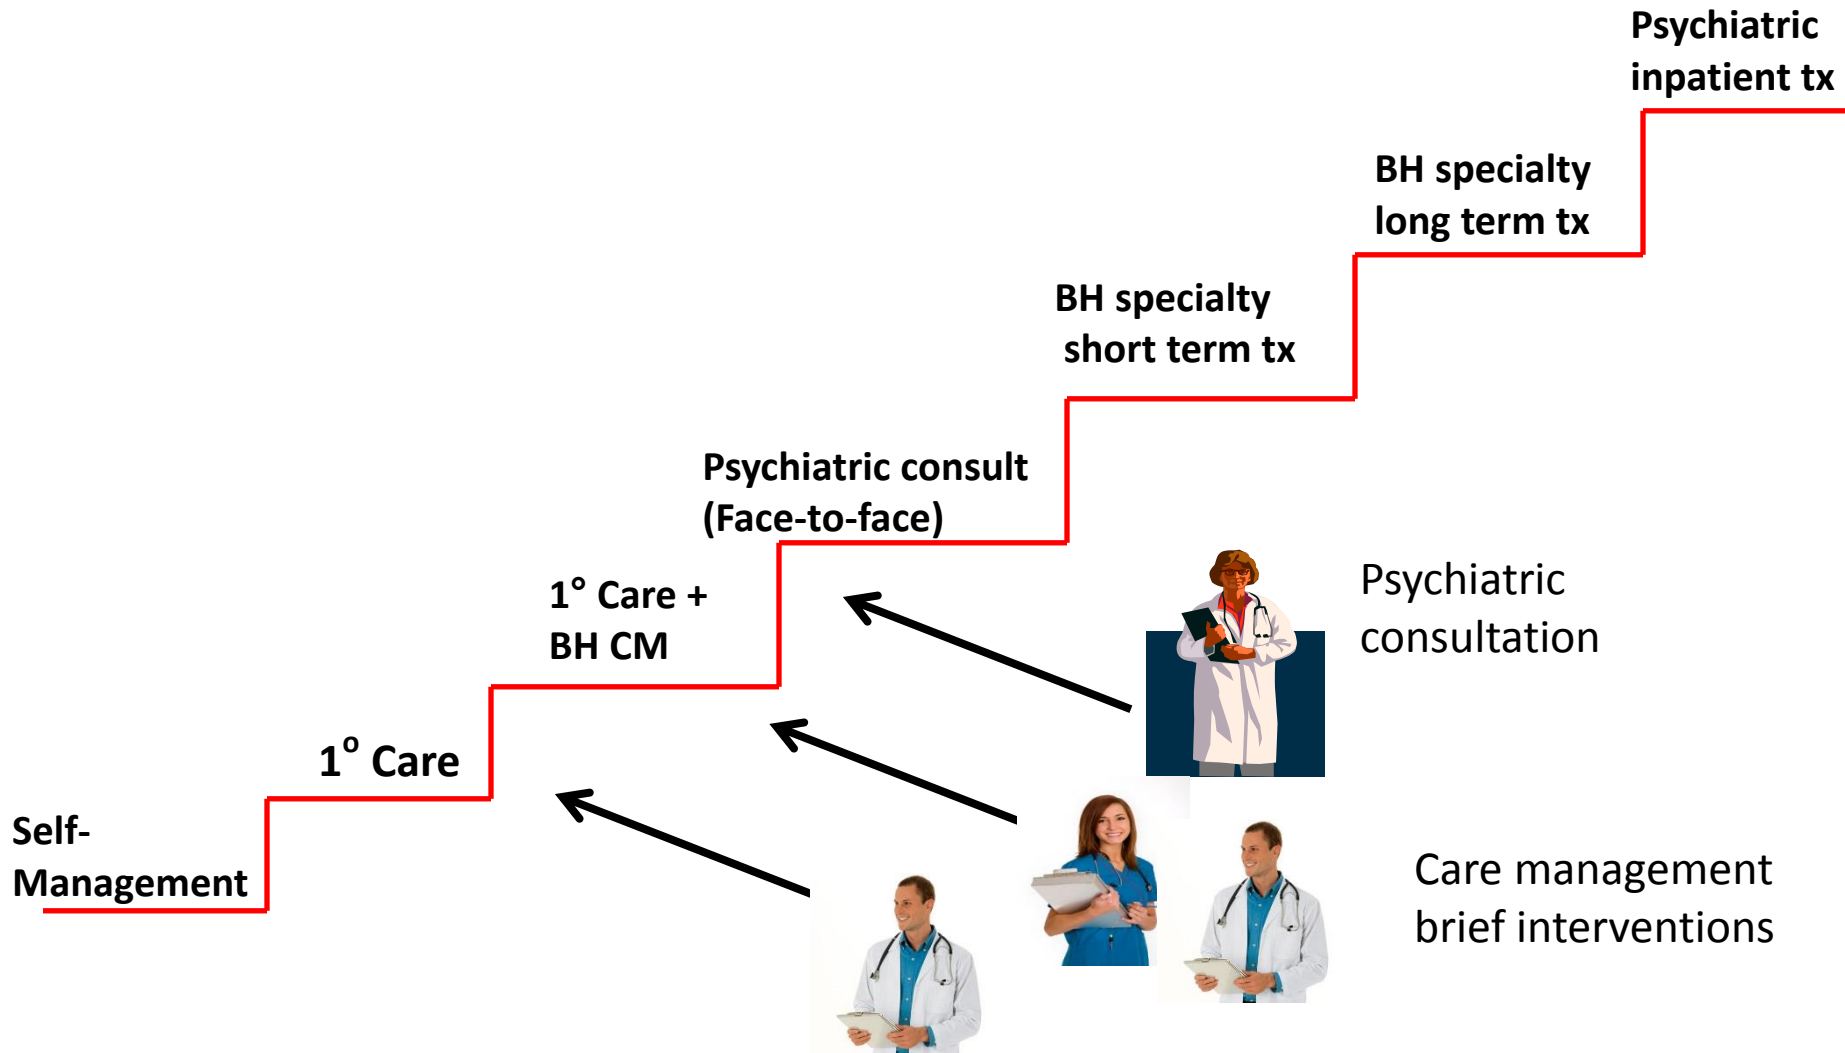 Psychiatric
inpatient tx
BH specialty
long term tx
BH specialty
short term tx
Psychiatric consult
(Face-to-face)
1° Care +
BH CM
1° Care
Self-
Management
Psychiatric
consultation
Care management
brief interventions